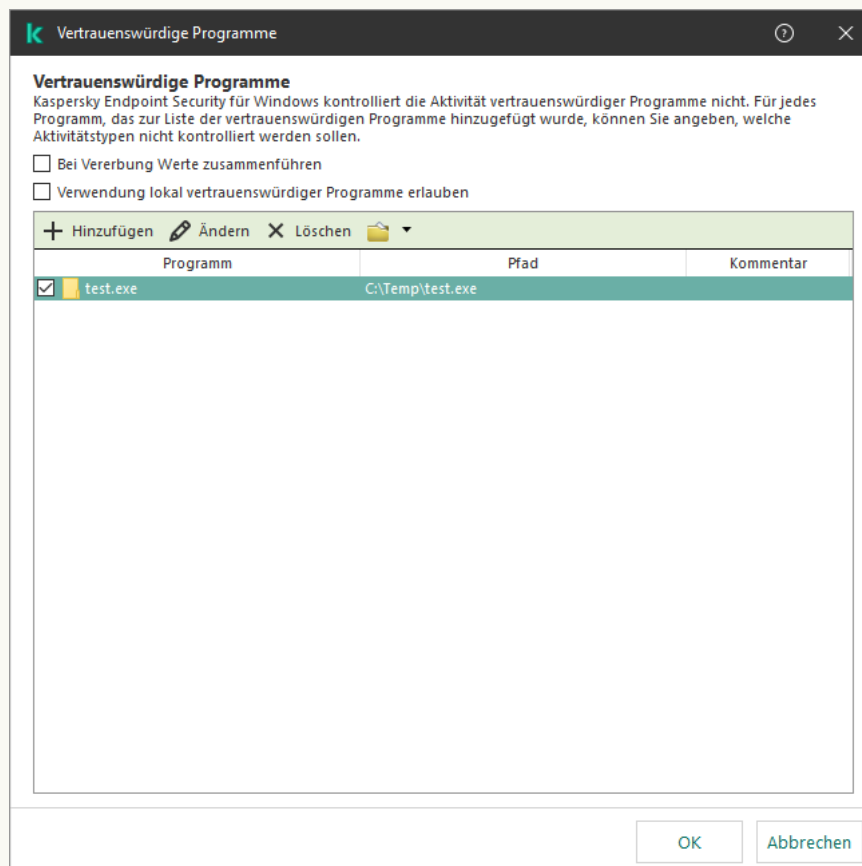 Vertrauenswürdige Programme
Vertrauenswürdige Programme
Kaspersky Endpoint Security für Windows kontrolliert die Aktivität vertrauenswürdiger Programme nicht. Für jedes
Programm, das zur Liste der vertrauenswürdigen Programme hinzugefügt wurde, können Sie angeben, welche
Aktivitätstypen nicht kontrolliert werden sollen.
Bei Vererbung Werte zusammenführen
Verwendung lokal vertrauenswürdiger Programme erlauben
Hinzufügen Ändern Löschen
Programm Pfad Kommentar
test.exe C:\Temp\test.exe
OK Abbrechen